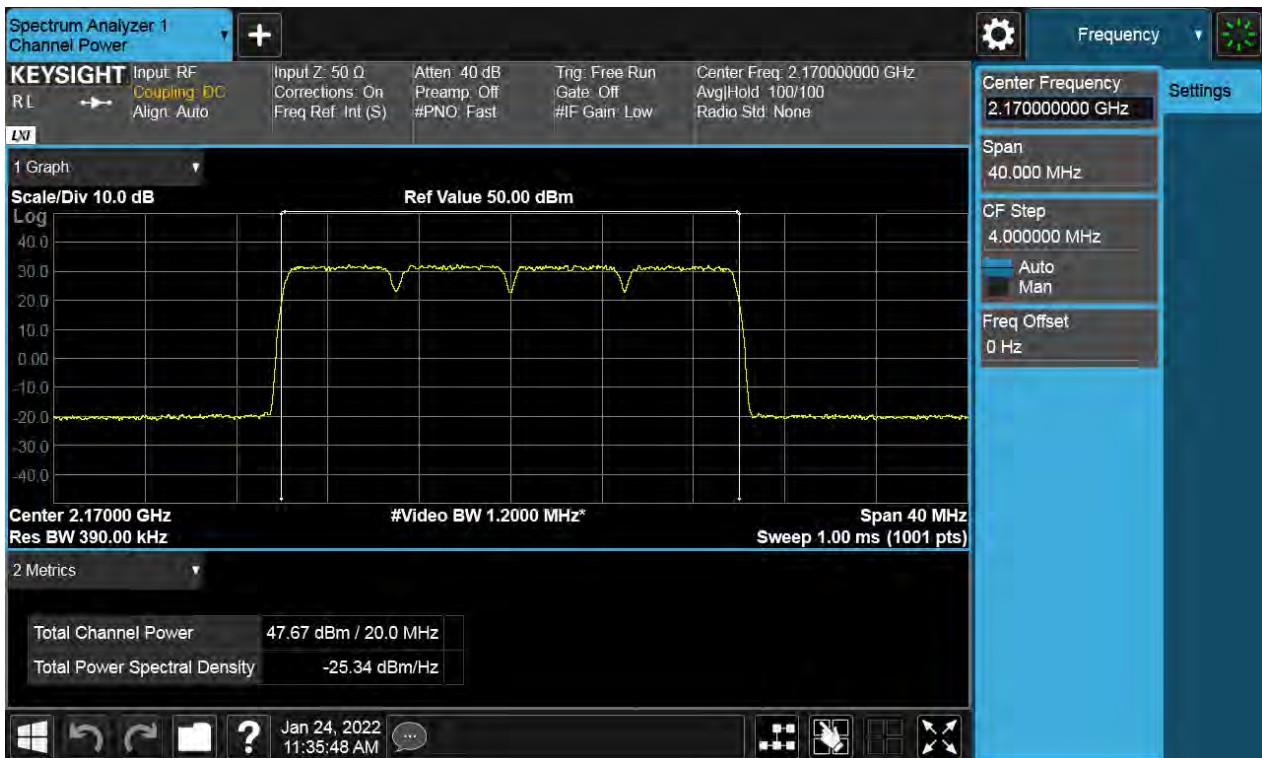 Spectrum Analyzer 1
Channel Power
+
Frequency
KEYSIGHT
RL
LXI
Input: RF
Coupling: DC
Align: Auto
Input Z: 50 Ω
Corrections: On
Freq Ref: Int (S)
Atten: 40 dB
Preamp: Off
#PNO: Fast
Trig: Free Run
Gate: Off
#IF Gain: Low
Center Freq: 2.170000000 GHz
Avg|Hold: 100/100
Radio Std: None
Center Frequency
2.170000000 GHz
Settings
Span
40.000 MHz
CF Step
4.000000 MHz
Auto
Man
Freq Offset
0 Hz
1 Graph
Scale/Div 10.0 dB
Ref Value 50.00 dBm
Log
40.0
30.0
20.0
10.0
0.00
-10.0
-20.0
-30.0
-40.0
Center 2.17000 GHz
#Video BW 1.2000 MHz*
Span 40 MHz
Res BW 390.00 kHz
Sweep 1.00 ms (1001 pts)
2 Metrics
Total Channel Power 47.67 dBm / 20.0 MHz
Total Power Spectral Density -25.34 dBm/Hz
?
Jan 24, 2022
11:35:48 AM